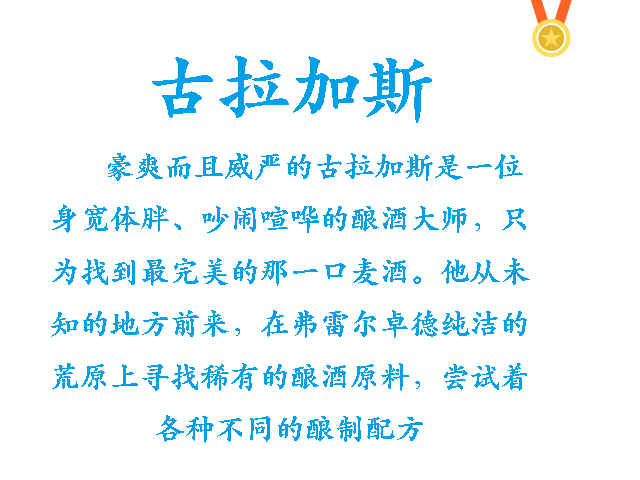 古拉加斯
豪爽而且威严的古拉加斯是一位
身宽体胖、吵闹喧哗的酿酒大师，只
为找到最完美的那一口麦酒。他从未
知的地方前来，在弗雷尔卓德纯洁的
荒原上寻找稀有的酿酒原料，尝试着
各种不同的酿制配方